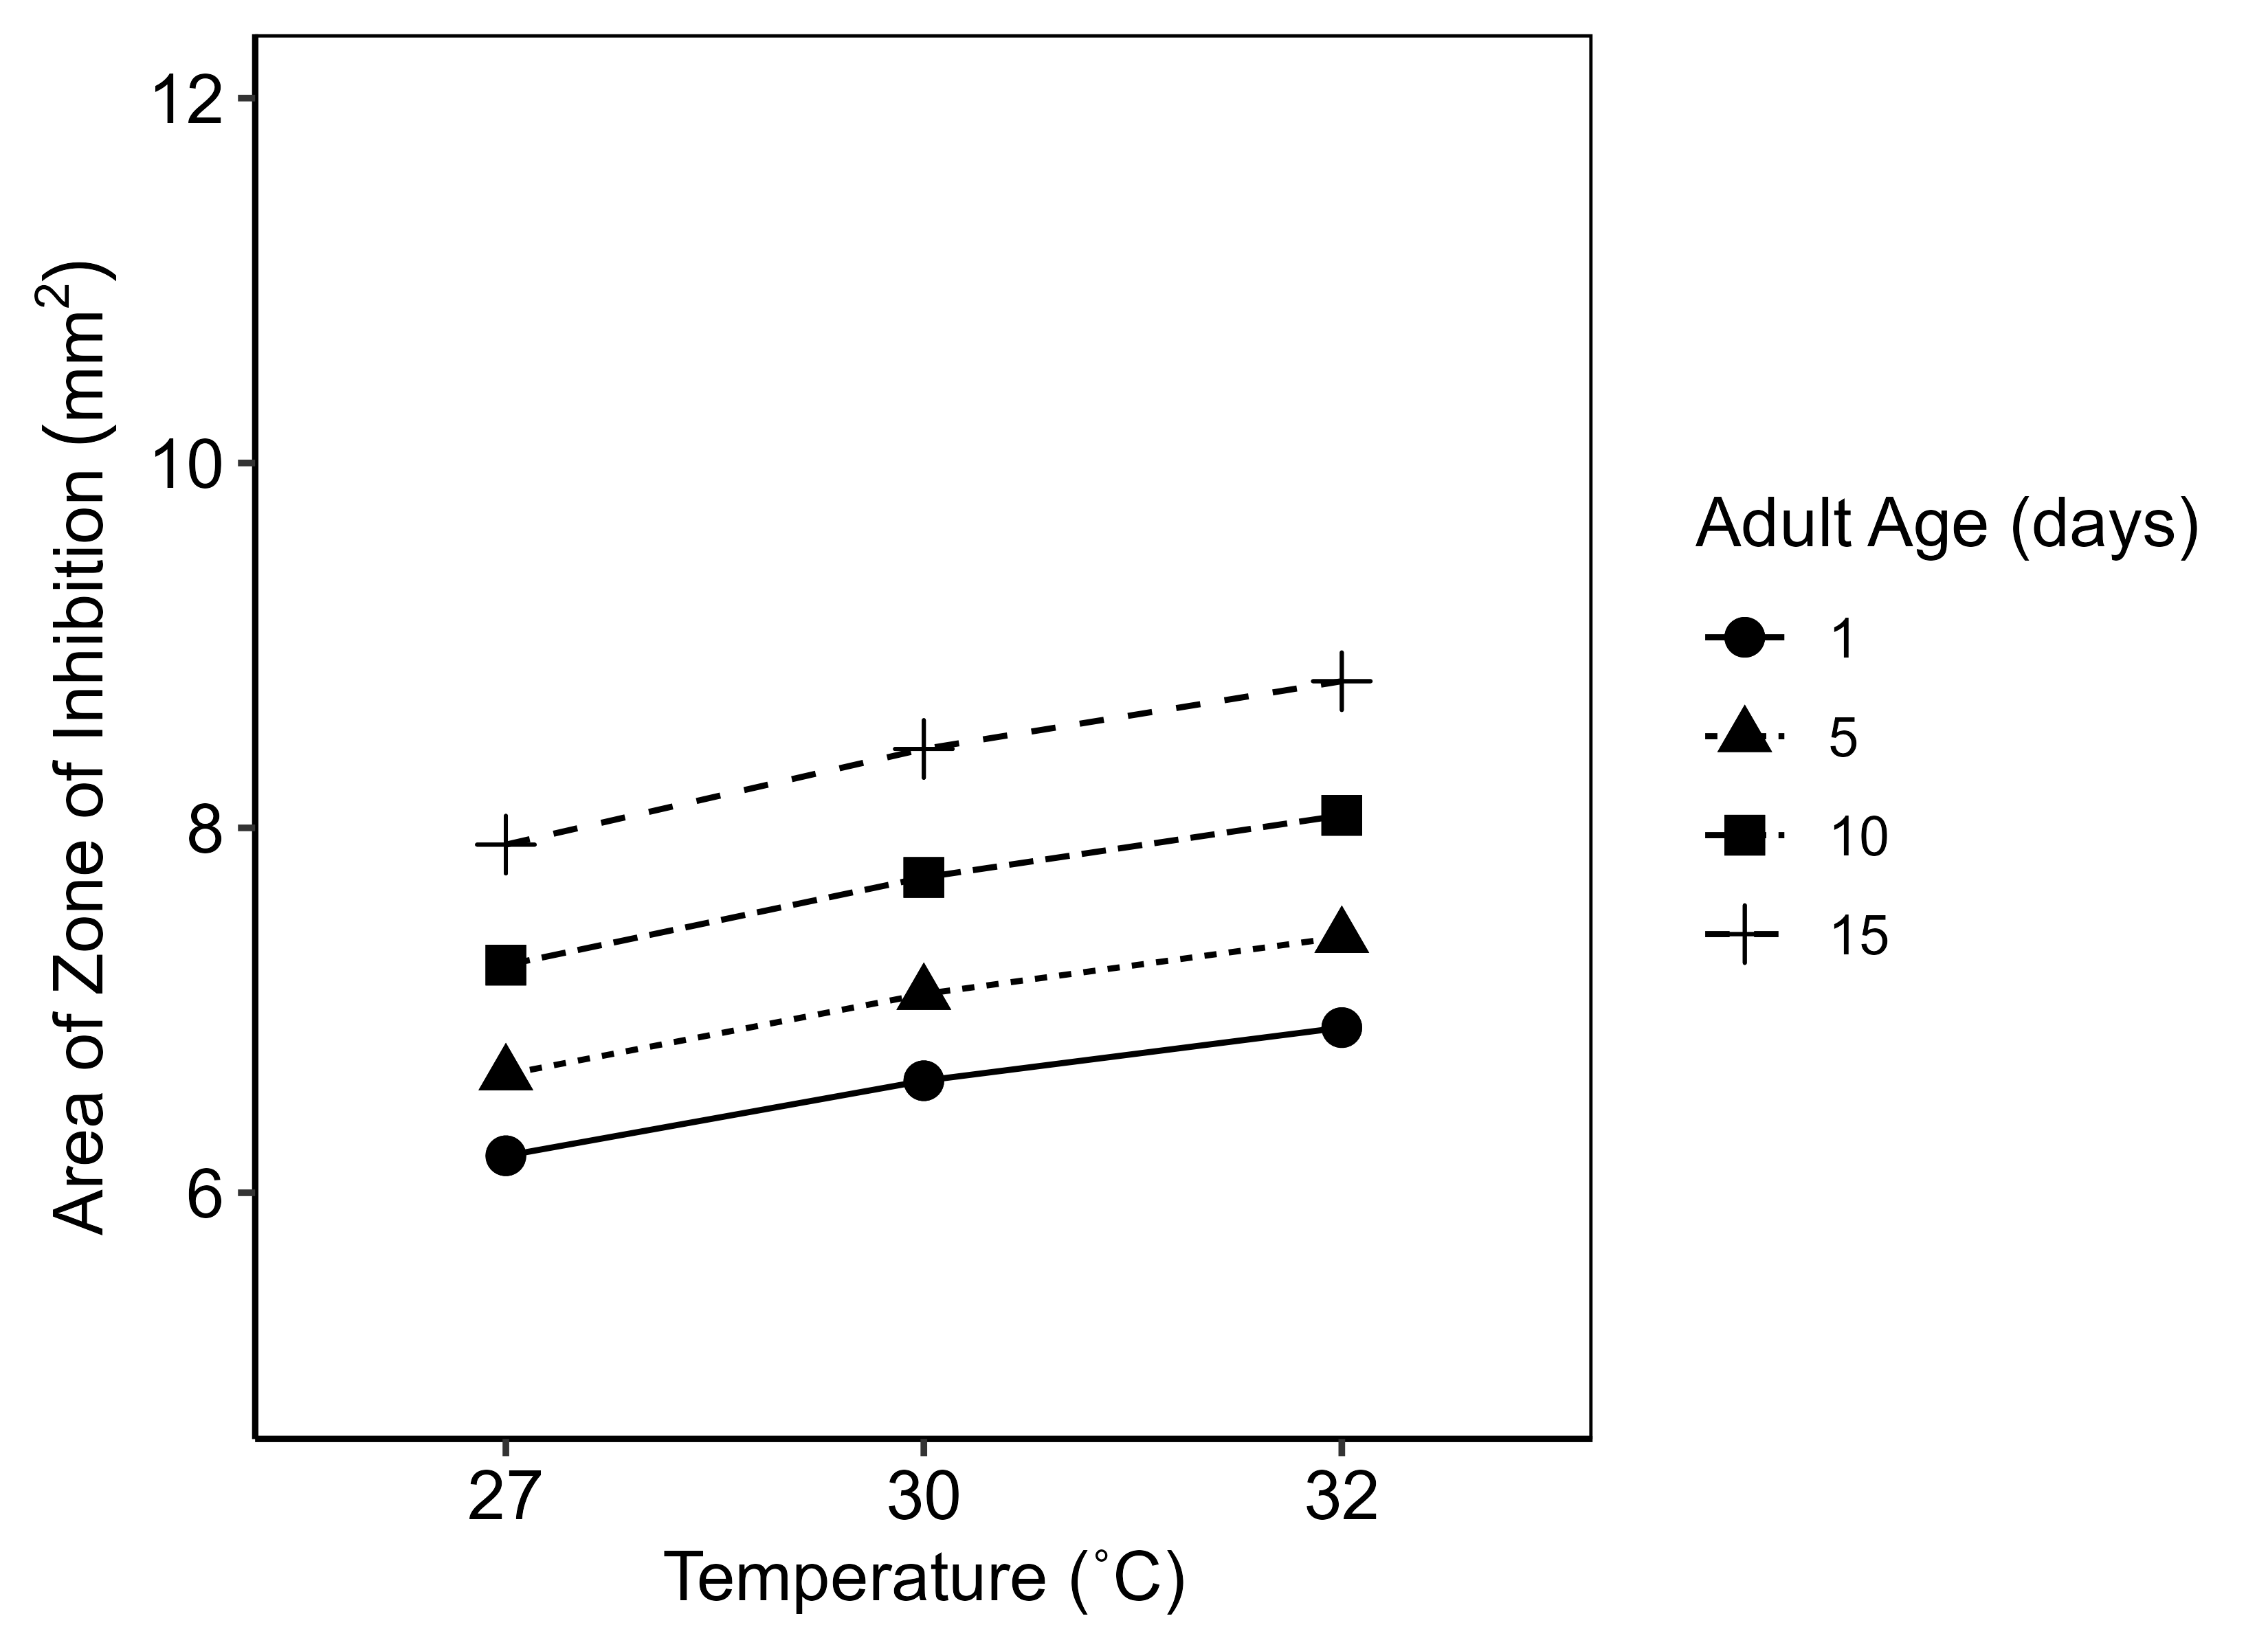 Area of Zone of Inhibition (mm²)
12
10
8
6
27 30 32
Temperature (˚C)
Adult Age (days)
1
5
10
15